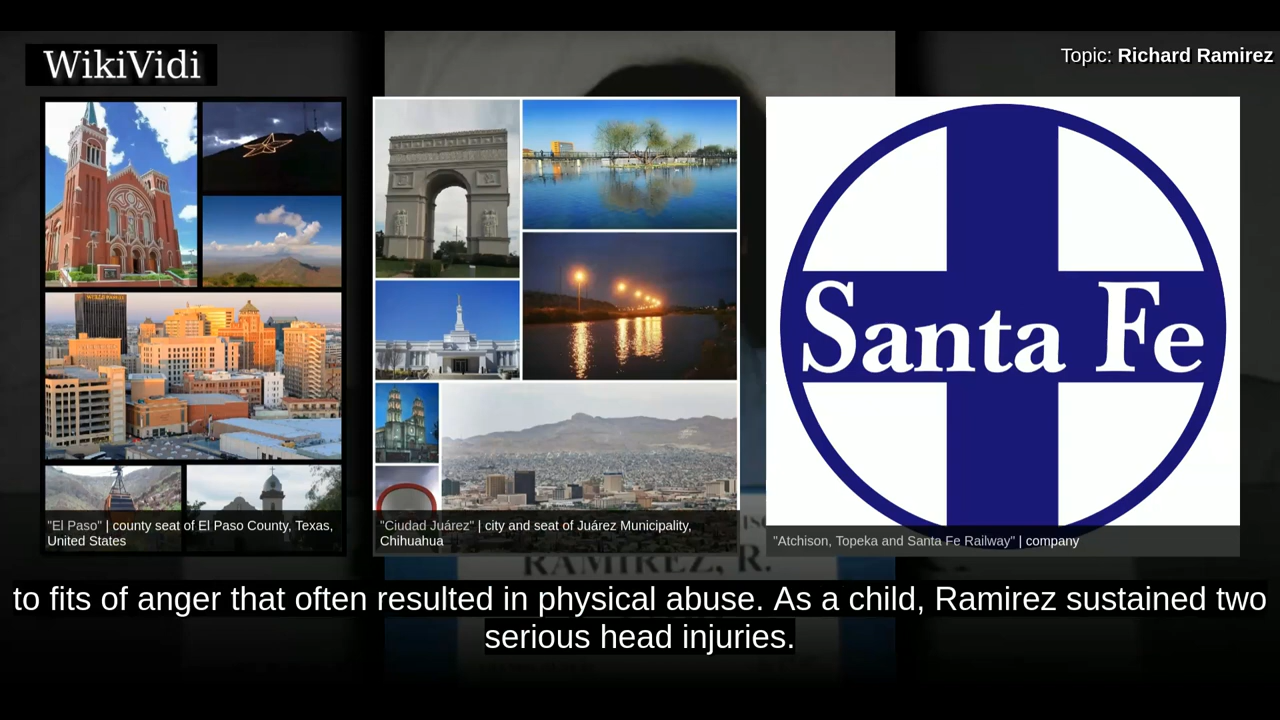 WikiVidi
Topic: Richard Ramirez
Santa Fe
"El Paso" | county seat of El Paso County, Texas,
United States
"Ciudad Juárez" | city and seat of Juárez Municipality,
Chihuahua
"Atchison, Topeka and Santa Fe Railway" | company
RAMIREZ, R.
to fits of anger that often resulted in physical abuse. As a child, Ramirez sustained two
serious head injuries.